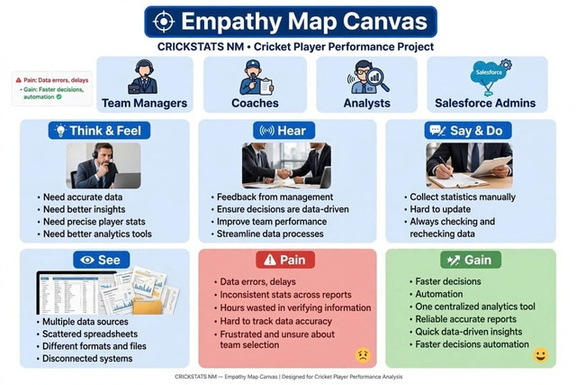 Empathy Map Canvas
CRICKSTATS NM • Cricket Player Performance Project
Pain: Data errors, delays
• Gain: Faster decisions,
automation
Team Managers
Coaches
Analysts
Salesforce
Salesforce Admins
Think & Feel
• Need accurate data
• Need better insights
• Need precise player stats
• Need better analytics tools
Hear
• Feedback from management
• Ensure decisions are data-driven
• Improve team performance
• Streamline data processes
Say & Do
• Collect statistics manually
• Hard to update
• Always checking and
rechecking data
See
• Multiple data sources
• Scattered spreadsheets
• Different formats and files
• Disconnected systems
Pain
• Data errors, delays
• Inconsistent stats across reports
• Hours wasted in verifying information
• Hard to track data accuracy
• Frustrated and unsure about
team selection
Gain
• Faster decisions
• Automation
• One centralized analytics tool
• Reliable accurate reports
• Quick data-driven insights
• Faster decisions automation
CRICKSTATS NM — Empathy Map Canvas | Designed for Cricket Player Performance Analysis